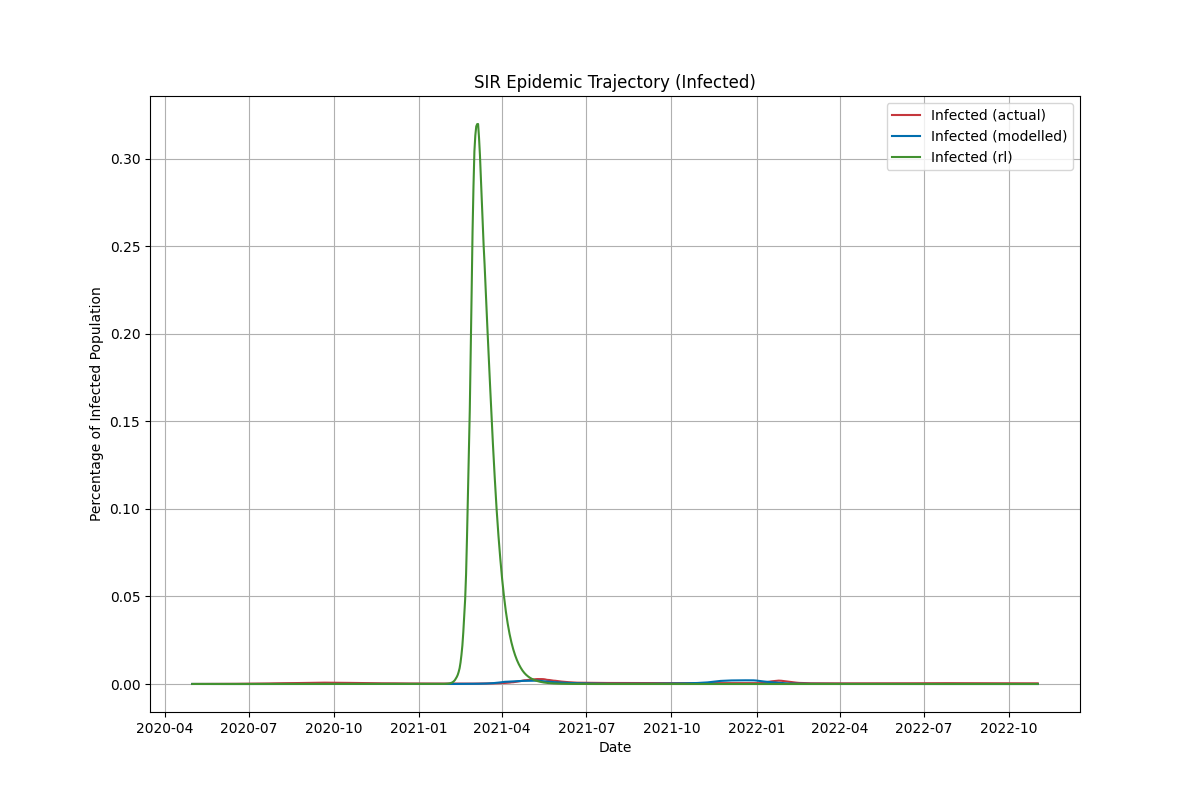 SIR Epidemic Trajectory (Infected)
Infected (actual)
Infected (modelled)
Infected (rl)
Percentage of Infected Population
0.30
0.25
0.20
0.15
0.10
0.05
0.00
2020-04 2020-07 2020-10 2021-01 2021-04 2021-07 2021-10 2022-01 2022-04 2022-07 2022-10
Date